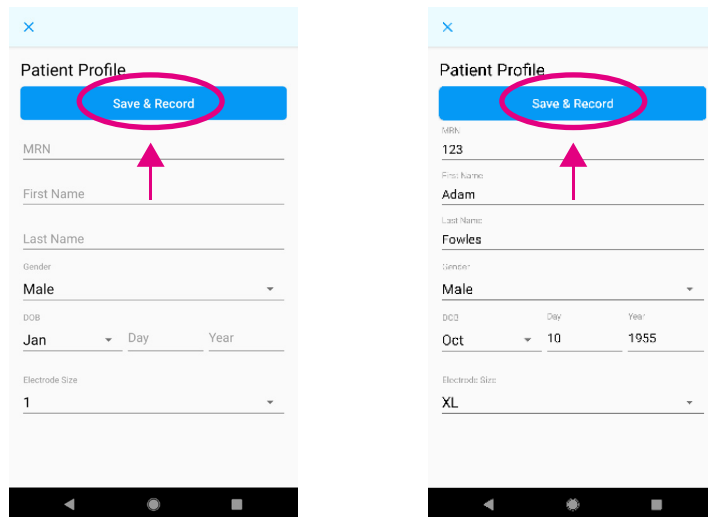 Patient Profile
Save & Record
MRN
First Name
Last Name
Gender
Male
DOB
Jan Day Year
Electrode Size
1
Patient Profile
Save & Record
MRN
123
First Name
Adam
Last Name
Fowles
Gender
Male
DOB Day Year
Oct 10 1955
Electrode Size
XL